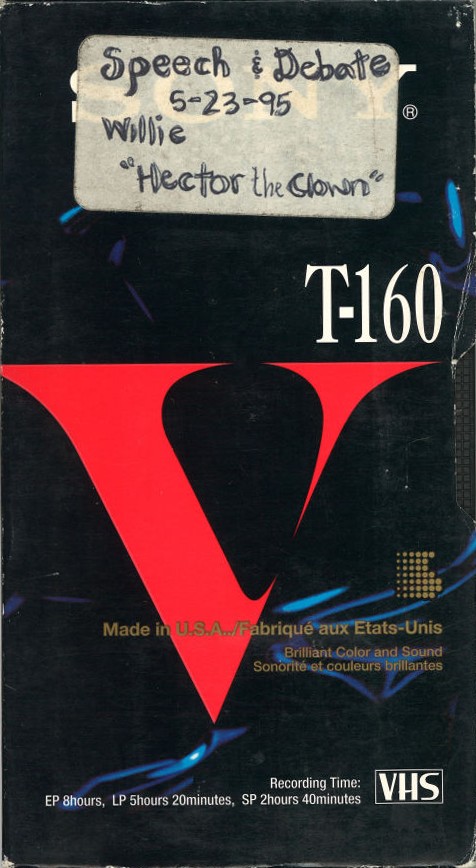 Speech & Debate
5-23-95
Willie
"Hector the Clown"
SONY®
T-160
V
Made in U.S.A../Fabriqué aux Etats-Unis
Brilliant Color and Sound
Sonorité et couleurs brillantes
Recording Time:
EP 8hours, LP 5hours 20minutes, SP 2hours 40minutes
VHS